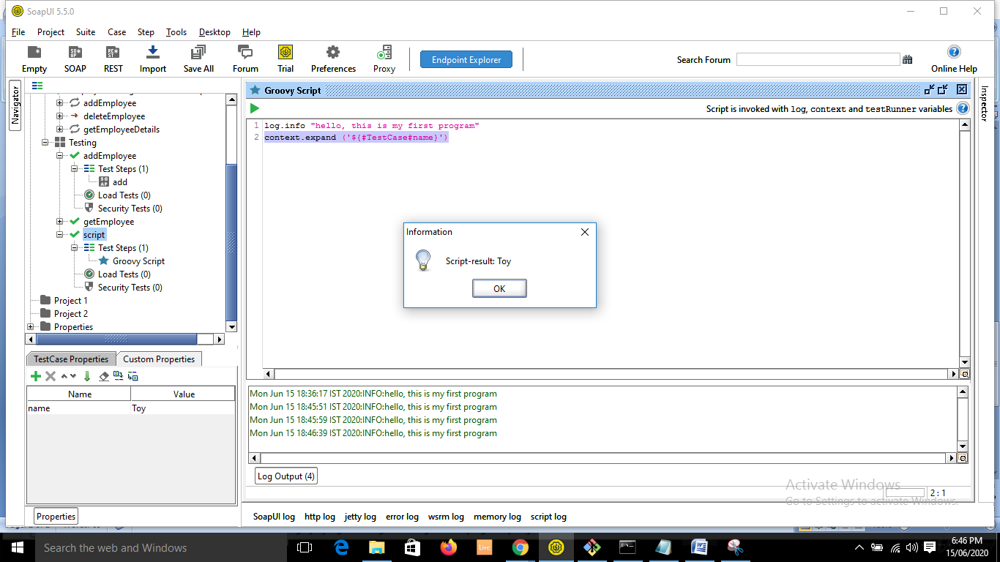 SoapUI 5.5.0
File Project Suite Case Step Tools Desktop Help
Empty SOAP REST Import Save All Forum Trial Preferences Proxy
Endpoint Explorer
Search Forum
Online Help
Navigator
addEmployee
deleteEmployee
getEmployeeDetails
Testing
addEmployee
Test Steps (1)
add
Load Tests (0)
Security Tests (0)
getEmployee
script
Test Steps (1)
Groovy Script
Load Tests (0)
Security Tests (0)
Project 1
Project 2
Properties
TestCase Properties Custom Properties
Name Value
name Toy
Properties
Groovy Script
Script is invoked with log, context and testRunner variables
1 log.info "hello, this is my first program"
2 context.expand ('${#TestCase#name}')
Information
Script-result: Toy
OK
Mon Jun 15 18:36:17 IST 2020:INFO:hello, this is my first program
Mon Jun 15 18:45:51 IST 2020:INFO:hello, this is my first program
Mon Jun 15 18:45:59 IST 2020:INFO:hello, this is my first program
Mon Jun 15 18:46:39 IST 2020:INFO:hello, this is my first program
Log Output (4)
Activate Windows
Go to Settings to activate Windows.
2 : 1
Inspector
SoapUI log http log jetty log error log wsrm log memory log script log
Search the web and Windows
Live
6:46 PM
15/06/2020